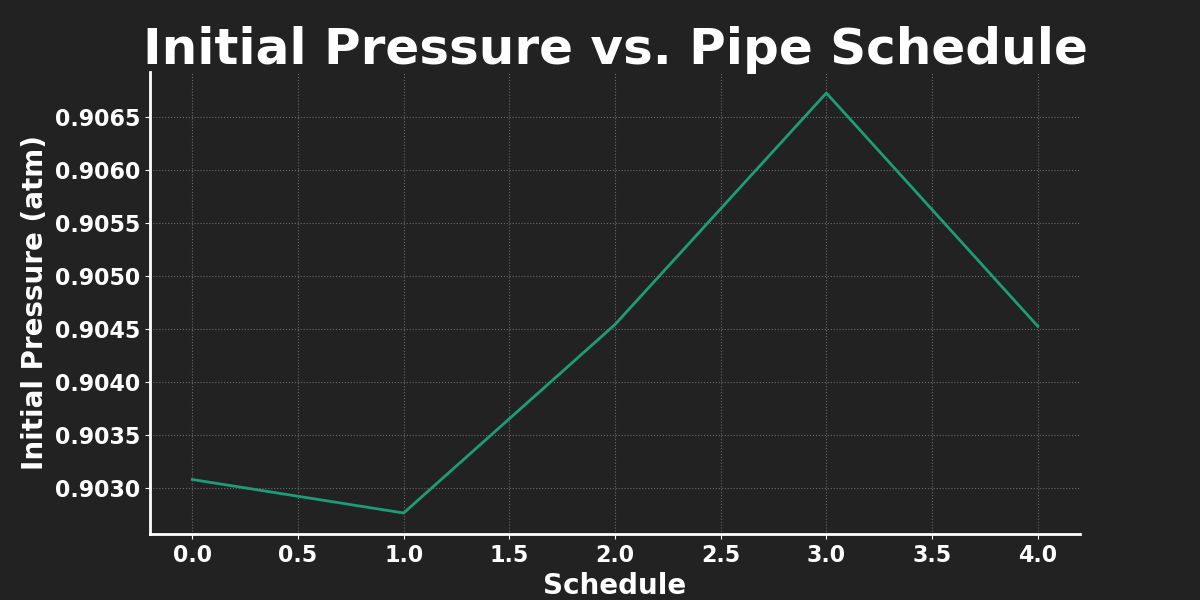 Initial Pressure vs. Pipe Schedule
Initial Pressure (atm)
0.9065
0.9060
0.9055
0.9050
0.9045
0.9040
0.9035
0.9030
0.0 0.5 1.0 1.5 2.0 2.5 3.0 3.5 4.0
Schedule